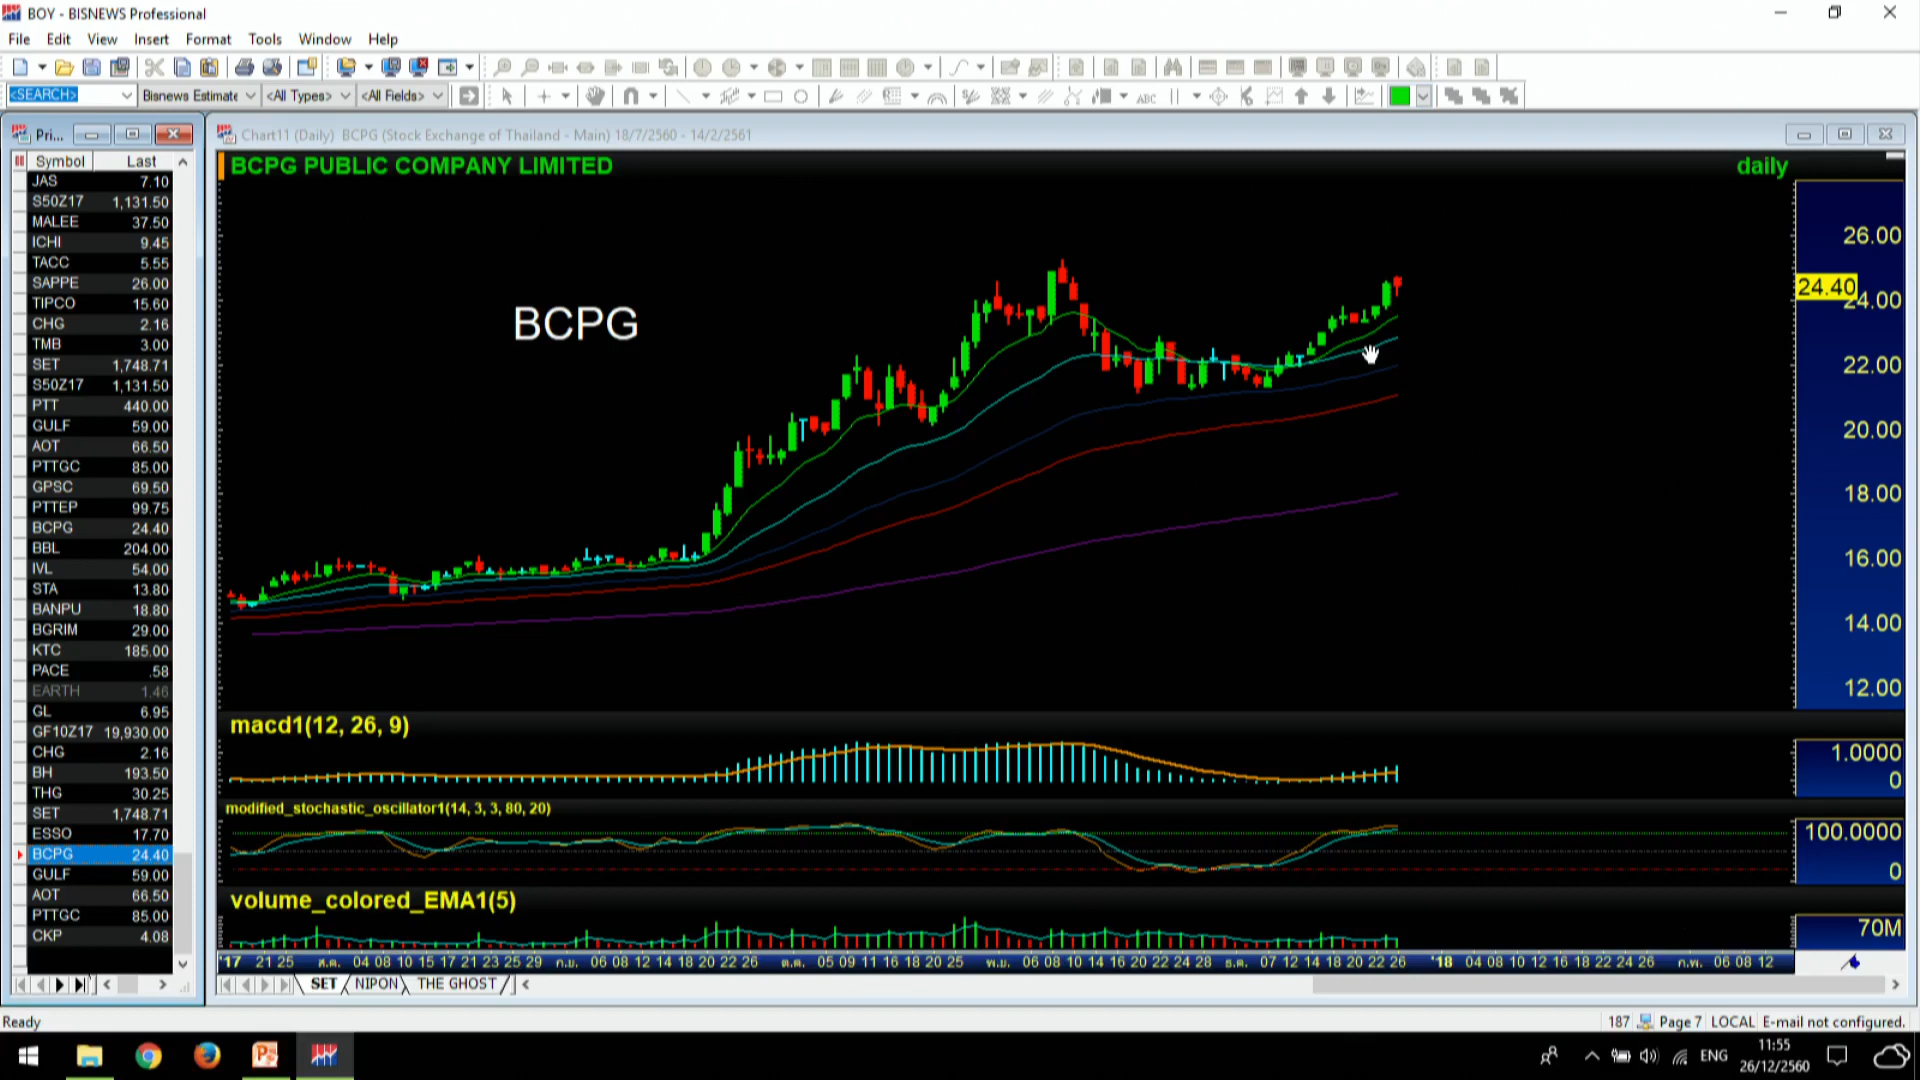 BOY - BISNEWS Professional
File Edit View Insert Format Tools Window Help
<SEARCH> Bisnews Estimate <All Types> <All Fields>
ABC
Pri...
Chart11 (Daily) BCPG (Stock Exchange of Thailand - Main) 18/7/2560 - 14/2/2561
Symbol Last
JAS 7.10
S50Z17 1,131.50
MALEE 37.50
ICHI 9.45
TACC 5.55
SAPPE 26.00
TIPCO 15.60
CHG 2.16
TMB 3.00
SET 1,748.71
S50Z17 1,131.50
PTT 440.00
GULF 59.00
AOT 66.50
PTTGC 85.00
GPSC 69.50
PTTEP 99.75
BCPG 24.40
BBL 204.00
IVL 54.00
STA 13.80
BANPU 18.80
BGRIM 29.00
KTC 185.00
PACE .58
EARTH 1.46
GL 6.95
GF10Z17 19,930.00
CHG 2.16
BH 193.50
THG 30.25
SET 1,748.71
ESSO 17.70
BCPG 24.40
GULF 59.00
AOT 66.50
PTTGC 85.00
CKP 4.08
BCPG PUBLIC COMPANY LIMITED
daily
BCPG
26.00
24.40
24.00
22.00
20.00
18.00
16.00
14.00
12.00
macd1(12, 26, 9)
1.0000
0
modified_stochastic_oscillator1(14, 3, 3, 80, 20)
100.0000
0
volume_colored_EMA1(5)
70M
'17 21 25 ส.ค. 04 08 10 15 17 21 23 25 29 ก.ย. 06 08 12 14 18 20 22 26 ต.ค. 05 09 11 16 18 20 25 พ.ย. 06 08 10 14 16 20 22 24 28 ธ.ค. 07 12 14 18 20 22 26 '18 04 08 10 12 16 18 22 24 26 ก.พ. 06 08 12
SET NIPON THE GHOST
Ready
187 Page 7 LOCAL E-mail not configured.
ENG
11:55
26/12/2560